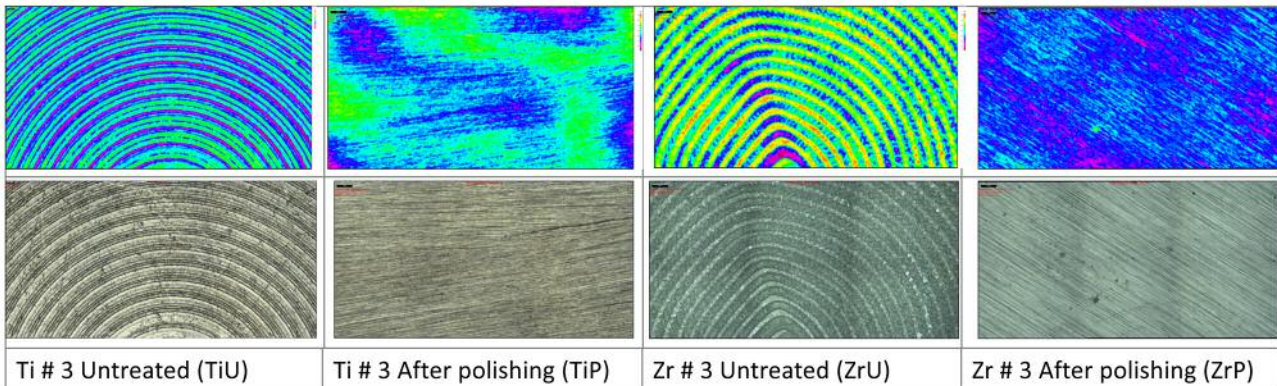 Ti # 3 Untreated (TiU)
Ti # 3 After polishing (TiP)
Zr # 3 Untreated (ZrU)
Zr # 3 After polishing (ZrP)